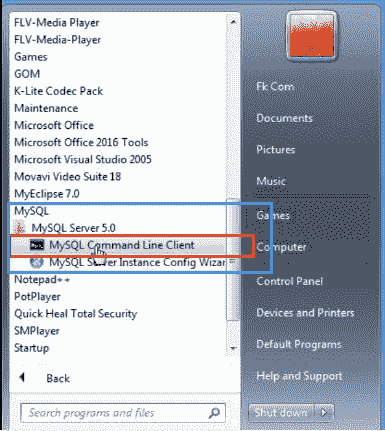 FLV-Media Player
FLV-Media-Player
Games
GOM
K-Lite Codec Pack
Maintenance
Microsoft Office
Microsoft Office 2016 Tools
Microsoft Visual Studio 2005
Movavi Video Suite 18
MyEclipse 7.0
MySQL
MySQL Server 5.0
MySQL Command Line Client
MySQL Server Instance Config Wizar
Notepad++
PotPlayer
Quick Heal Total Security
SMPlayer
Startup
Back
Search programs and files
Fk Com
Documents
Pictures
Music
Games
Computer
Control Panel
Devices and Printers
Default Programs
Help and Support
Shut down